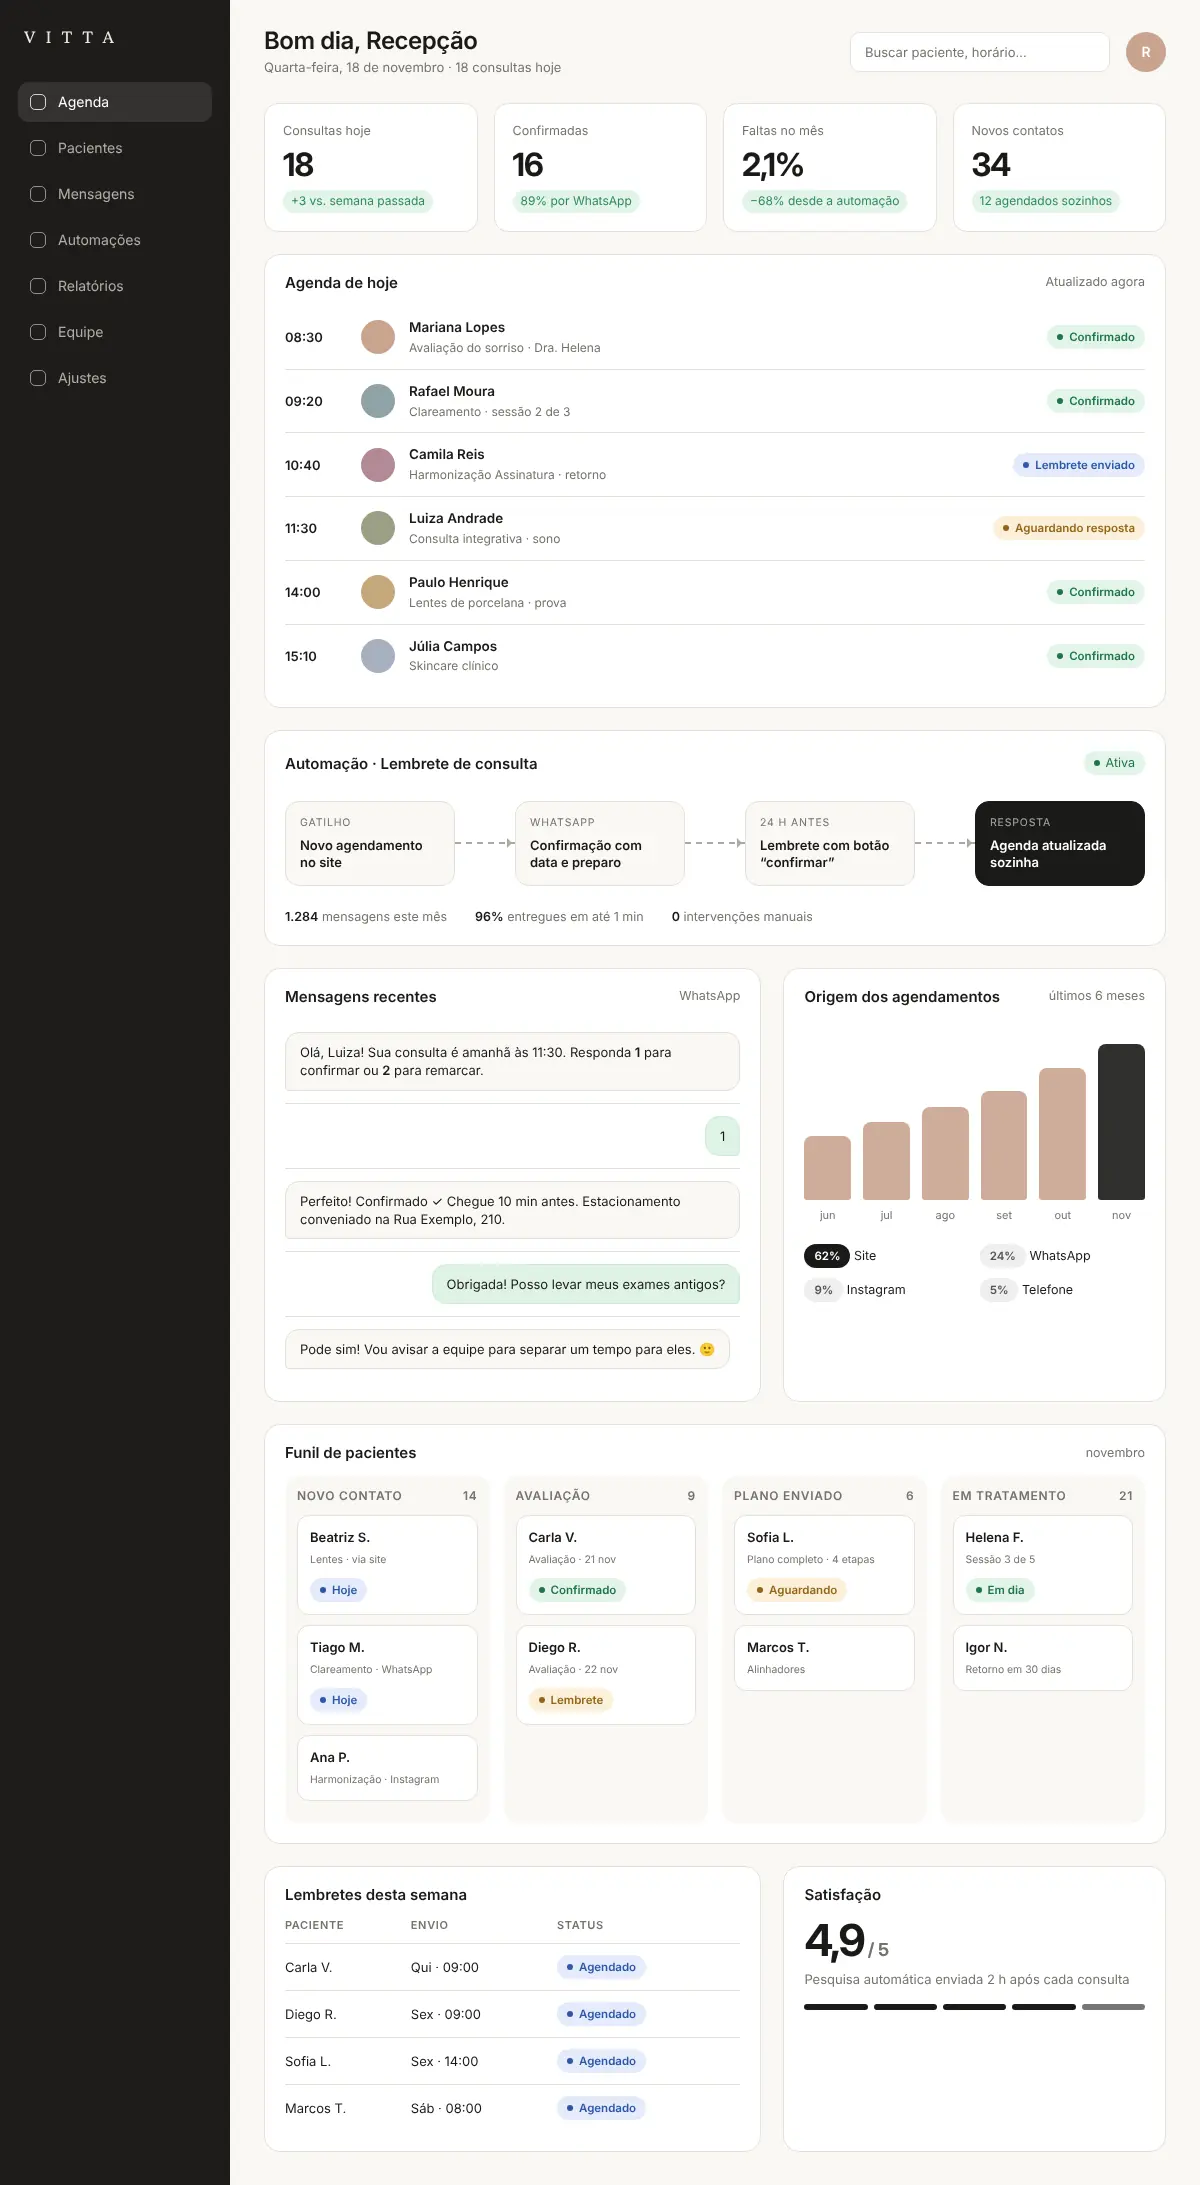 VITTA
Agenda
Pacientes
Mensagens
Automações
Relatórios
Equipe
Ajustes
Bom dia, Recepção
Quarta-feira, 18 de novembro · 18 consultas hoje
Buscar paciente, horário...
R
Consultas hoje
18
+3 vs. semana passada
Confirmadas
16
89% por WhatsApp
Faltas no mês
2,1%
−68% desde a automação
Novos contatos
34
12 agendados sozinhos
Agenda de hoje
Atualizado agora
08:30
Mariana Lopes
Avaliação do sorriso · Dra. Helena
Confirmado
09:20
Rafael Moura
Clareamento · sessão 2 de 3
Confirmado
10:40
Camila Reis
Harmonização Assinatura · retorno
Lembrete enviado
11:30
Luiza Andrade
Consulta integrativa · sono
Aguardando resposta
14:00
Paulo Henrique
Lentes de porcelana · prova
Confirmado
15:10
Júlia Campos
Skincare clínico
Confirmado
Automação · Lembrete de consulta
Ativa
GATILHO
Novo agendamento
no site
WHATSAPP
Confirmação com
data e preparo
24 H ANTES
Lembrete com botão
“confirmar”
RESPOSTA
Agenda atualizada
sozinha
1.284 mensagens este mês
96% entregues em até 1 min
0 intervenções manuais
Mensagens recentes
WhatsApp
Olá, Luiza! Sua consulta é amanhã às 11:30. Responda 1 para
confirmar ou 2 para remarcar.
1
Perfeito! Confirmado ✓ Chegue 10 min antes. Estacionamento
conveniado na Rua Exemplo, 210.
Obrigada! Posso levar meus exames antigos?
Pode sim! Vou avisar a equipe para separar um tempo para eles. 🙂
Origem dos agendamentos
últimos 6 meses
jun
jul
ago
set
out
nov
62% Site
24% WhatsApp
9% Instagram
5% Telefone
Funil de pacientes
novembro
NOVO CONTATO 14
Beatriz S.
Lentes · via site
Hoje
Tiago M.
Clareamento · WhatsApp
Hoje
Ana P.
Harmonização · Instagram
AVALIAÇÃO 9
Carla V.
Avaliação · 21 nov
Confirmado
Diego R.
Avaliação · 22 nov
Lembrete
PLANO ENVIADO 6
Sofia L.
Plano completo · 4 etapas
Aguardando
Marcos T.
Alinhadores
EM TRATAMENTO 21
Helena F.
Sessão 3 de 5
Em dia
Igor N.
Retorno em 30 dias
Lembretes desta semana
PACIENTE ENVIO STATUS
Carla V. Qui · 09:00 Agendado
Diego R. Sex · 09:00 Agendado
Sofia L. Sex · 14:00 Agendado
Marcos T. Sáb · 08:00 Agendado
Satisfação
4,9 / 5
Pesquisa automática enviada 2 h após cada consulta